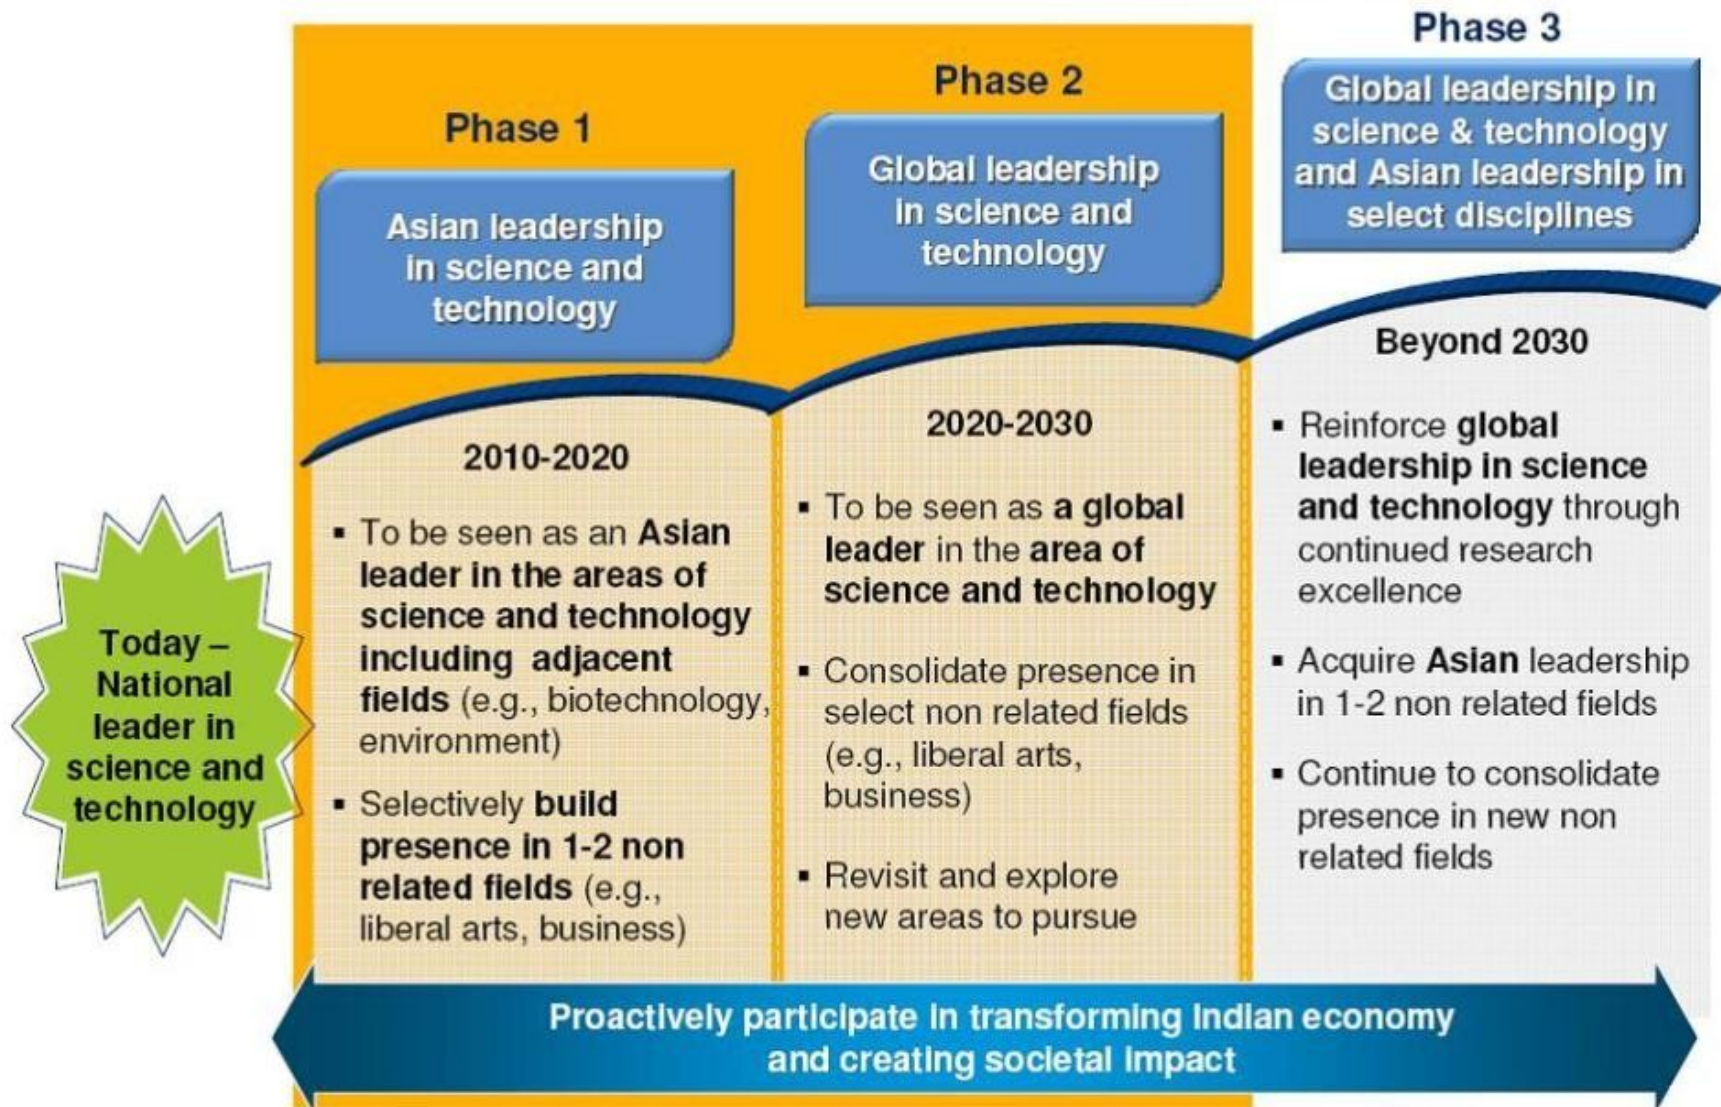 Today –
National
leader in
science and
technology
Phase 1
Asian leadership
in science and
technology
2010-2020
▪ To be seen as an Asian
leader in the areas of
science and technology
including adjacent
fields (e.g., biotechnology,
environment)
▪ Selectively build
presence in 1-2 non
related fields (e.g.,
liberal arts, business)
Phase 2
Global leadership
in science and
technology
2020-2030
▪ To be seen as a global
leader in the area of
science and technology
▪ Consolidate presence in
select non related fields
(e.g., liberal arts,
business)
▪ Revisit and explore
new areas to pursue
Phase 3
Global leadership in
science & technology
and Asian leadership in
select disciplines
Beyond 2030
▪ Reinforce global
leadership in science
and technology through
continued research
excellence
▪ Acquire Asian leadership
in 1-2 non related fields
▪ Continue to consolidate
presence in new non
related fields
Proactively participate in transforming Indian economy
and creating societal impact